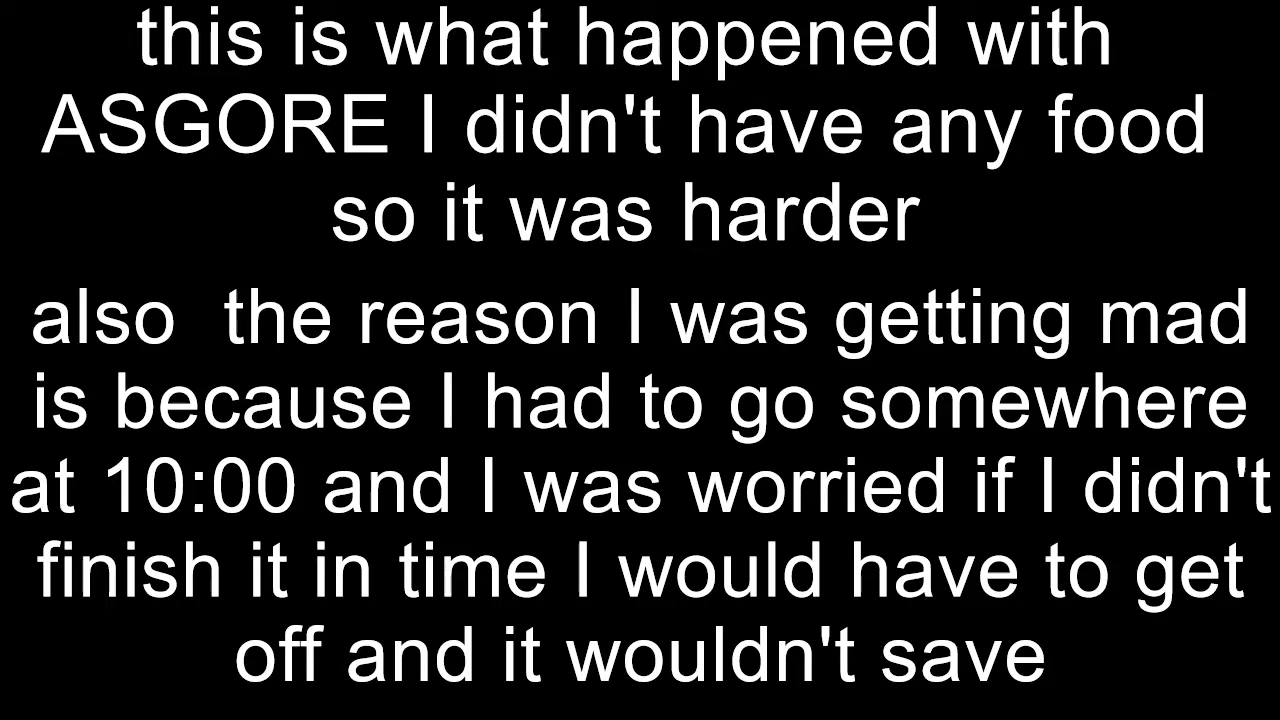 this is what happened with
ASGORE I didn't have any food
so it was harder
also  the reason I was getting mad
is because I had to go somewhere
at 10:00 and I was worried if I didn't
finish it in time I would have to get
off and it wouldn't save